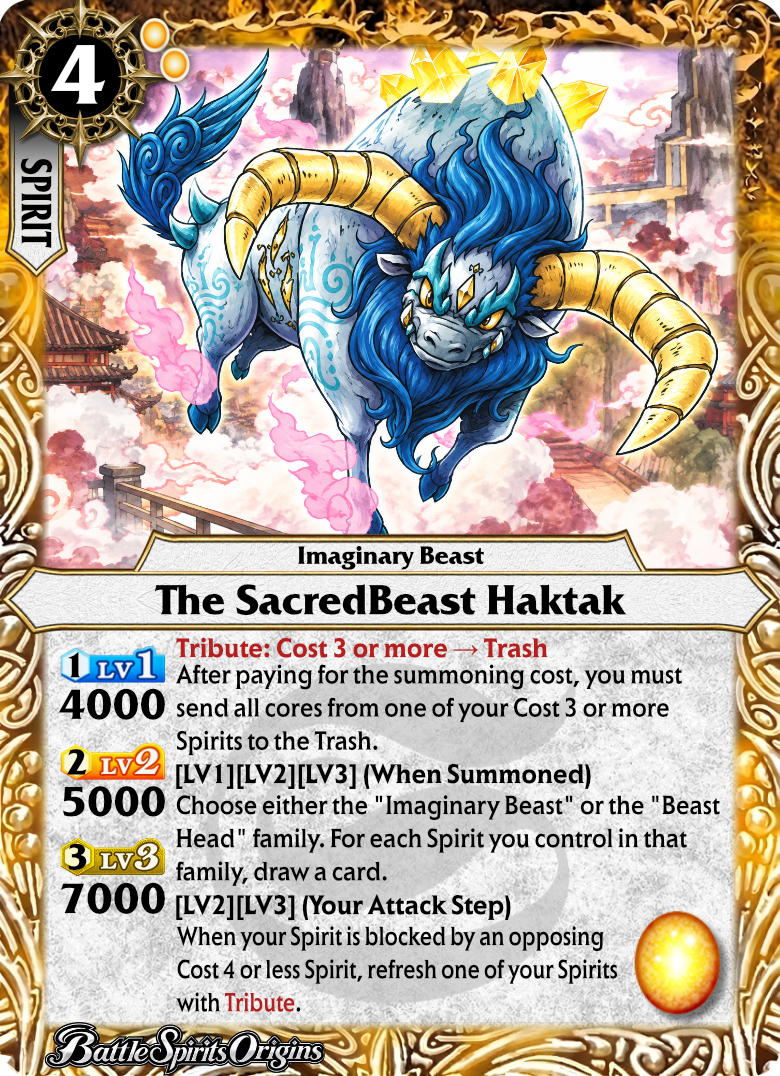 4
SPIRIT
Imaginary Beast
The SacredBeast Haktak
Tribute: Cost 3 or more → Trash
After paying for the summoning cost, you must
send all cores from one of your Cost 3 or more
Spirits to the Trash.
[LV1][LV2][LV3] (When Summoned)
Choose either the "Imaginary Beast" or the "Beast
Head" family. For each Spirit you control in that
family, draw a card.
[LV2][LV3] (Your Attack Step)
When your Spirit is blocked by an opposing
Cost 4 or less Spirit, refresh one of your Spirits
with Tribute.
1 LV1
4000
2 LV2
5000
3 LV3
7000
BattleSpiritsOrigins